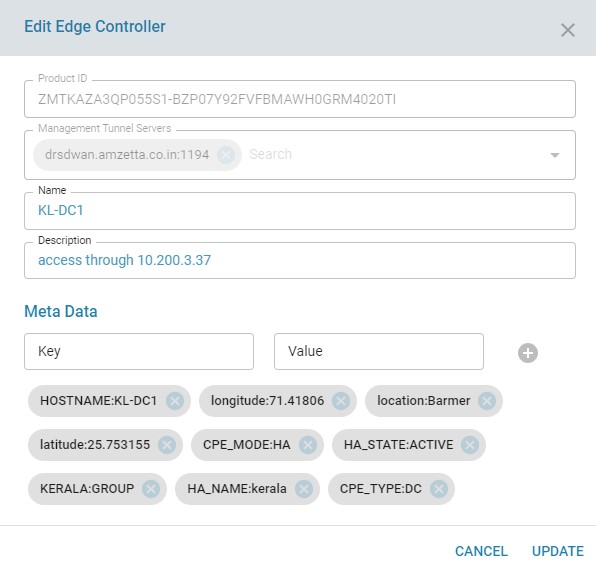 Edit Edge Controller
Product ID
ZMTKAZA3QP055S1-BZP07Y92FVFBMAWH0GRM4020TI
Management Tunnel Servers
drsdwan.amzetta.co.in:1194 Search
Name
KL-DC1
Description
access through 10.200.3.37
Meta Data
Key Value
HOSTNAME:KL-DC1 longitude:71.41806 location:Barmer
latitude:25.753155 CPE_MODE:HA HA_STATE:ACTIVE
KERALA:GROUP HA_NAME:kerala CPE_TYPE:DC
CANCEL UPDATE